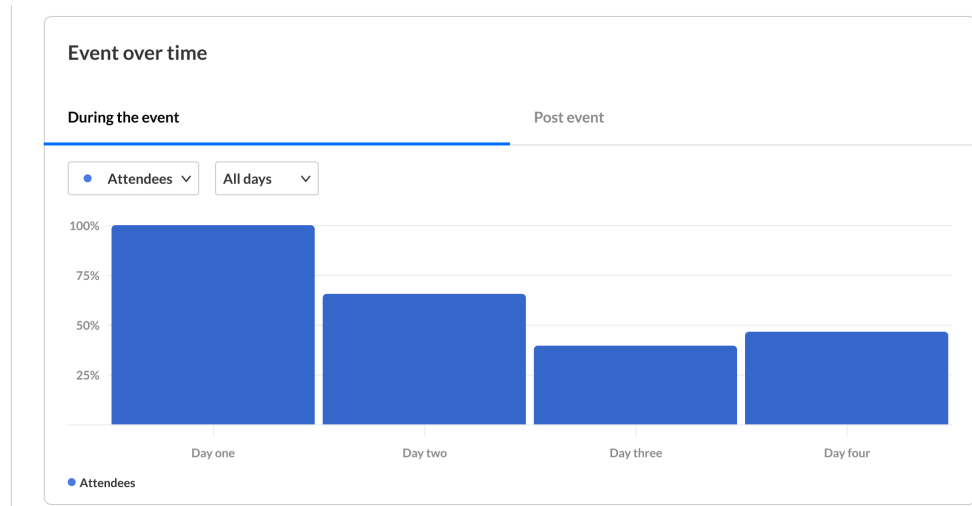 Event over time
During the event
Post event
Attendees
All days
100%
75%
50%
25%
Day one
Day two
Day three
Day four
Attendees